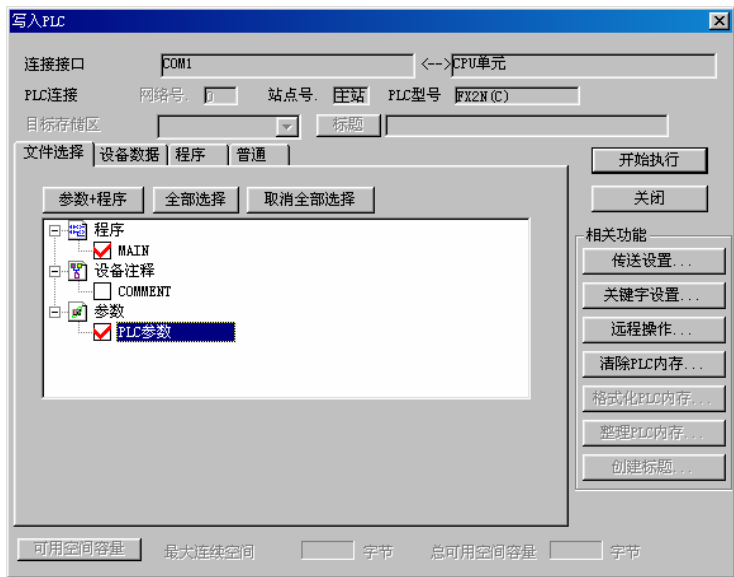 写入PLC
连接接口 COM1 <-->CPU单元
PLC连接 网络号. 0 站点号. 主站 PLC型号 FX2N(C)
目标存储区 标题
文件选择 设备数据 程序 普通
开始执行
关闭
参数+程序 全部选择 取消全部选择
程序
MAIN
设备注释
COMMENT
参数
PLC参数
相关功能
传送设置...
关键字设置...
远程操作...
清除PLC内存...
格式化PLC内存...
整理PLC内存...
创建标题...
可用空间容量 最大连续空间 字节 总可用空间容量 字节